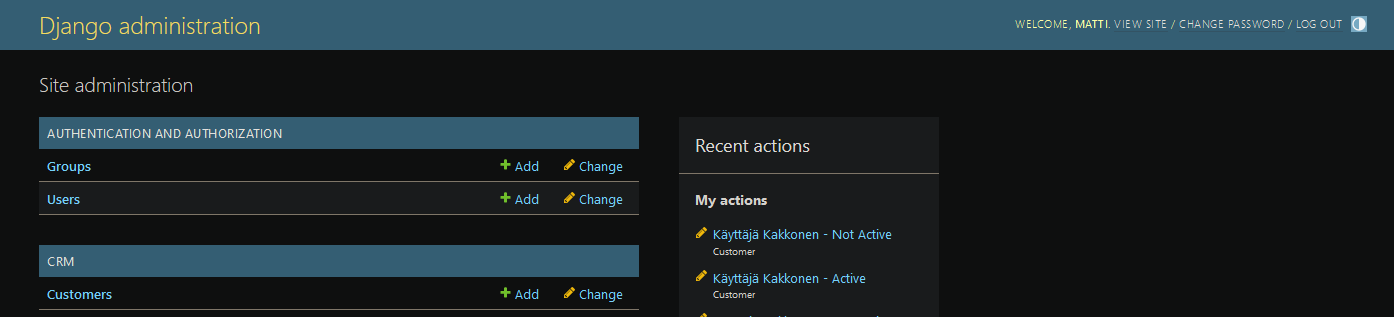 Django administration
WELCOME, MATTI. VIEW SITE / CHANGE PASSWORD / LOG OUT
Site administration
AUTHENTICATION AND AUTHORIZATION
Groups Add Change
Users Add Change
CRM
Customers Add Change
Recent actions
My actions
Käyttäjä Kakkonen - Not Active
Customer
Käyttäjä Kakkonen - Active
Customer